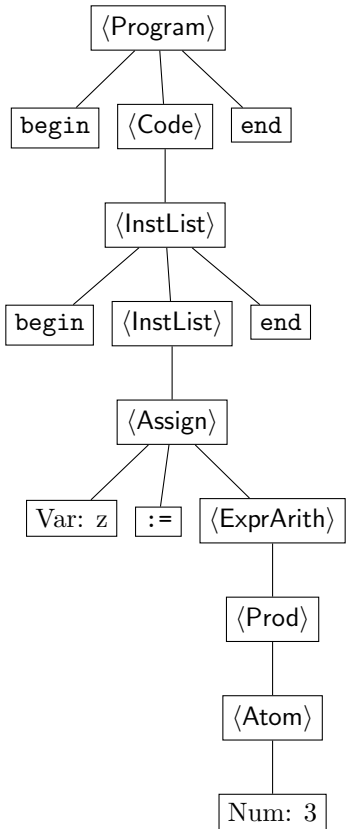 ⟨Program⟩
begin ⟨Code⟩ end
⟨InstList⟩
begin ⟨InstList⟩ end
⟨Assign⟩
Var: z := ⟨ExprArith⟩
⟨Prod⟩
⟨Atom⟩
Num: 3